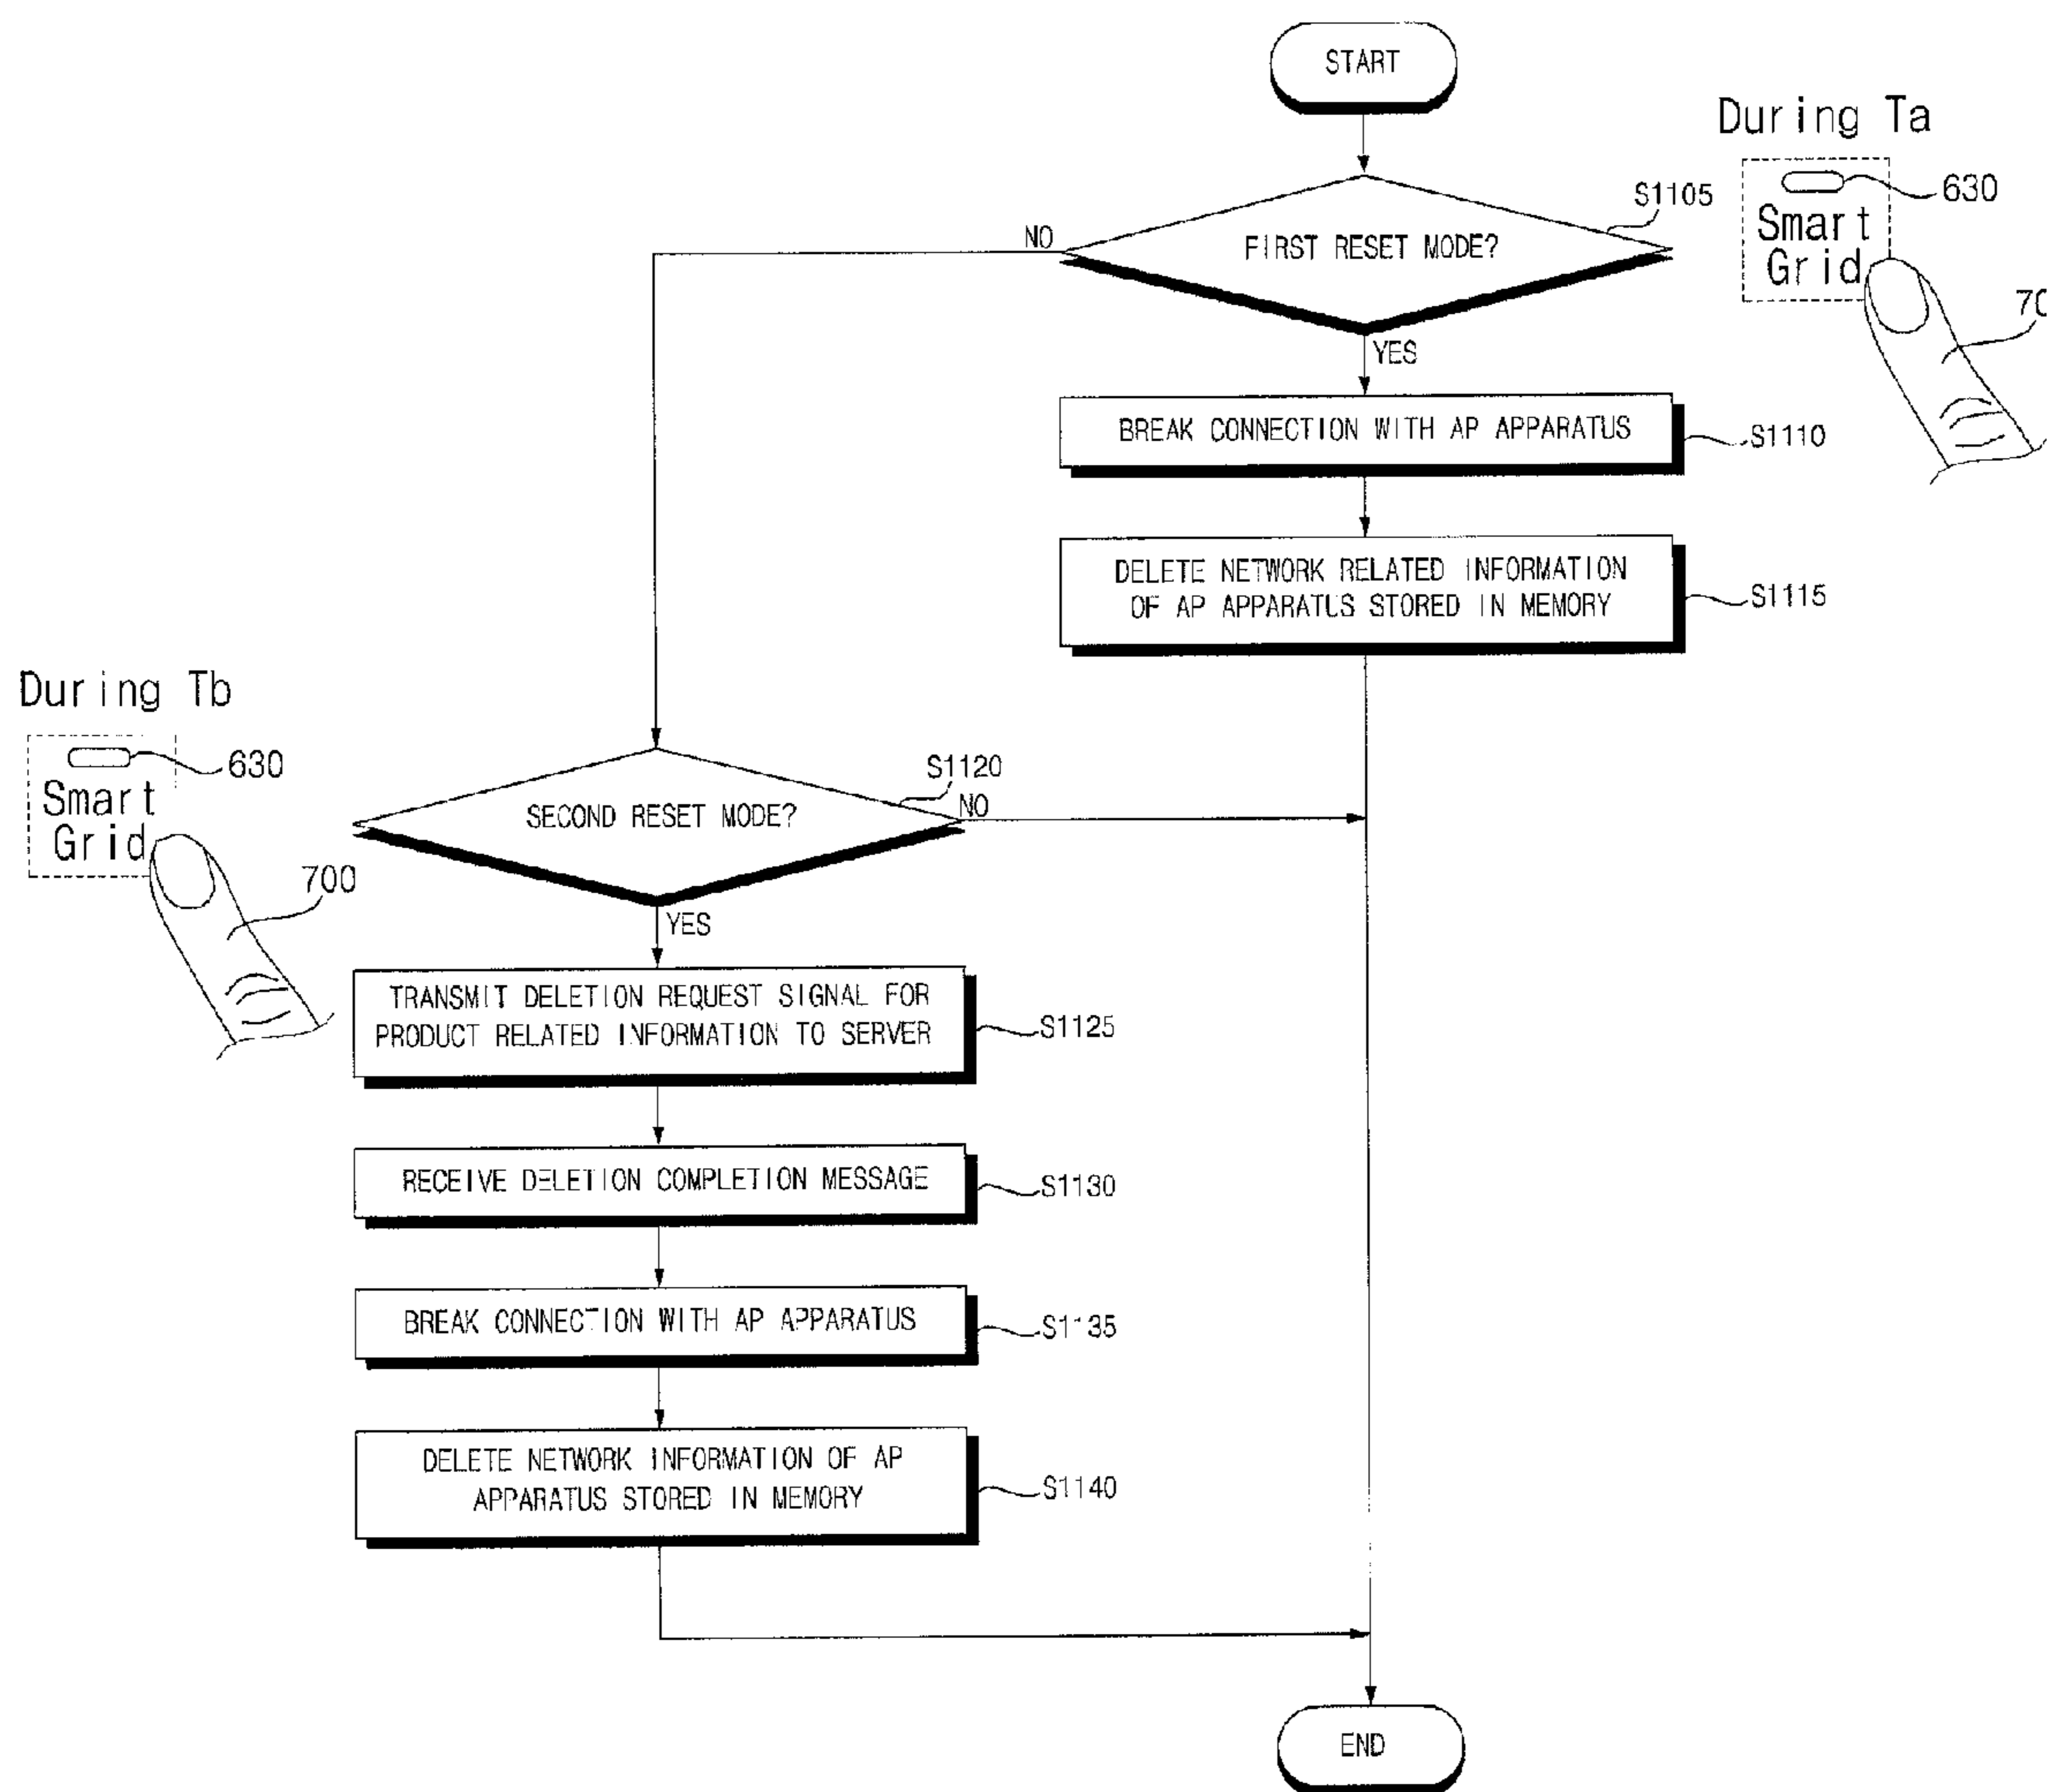 START
During Ta
630
Smart
Grid
S1105
FIRST RESET MODE?
NO
YES
BREAK CONNECTION WITH AP APPARATUS
S1110
DELETE NETWORK RELATED INFORMATION
OF AP APPARATUS STORED IN MEMORY
S1115
During Tb
630
Smart
Grid
700
S1120
SECOND RESET MODE?
NO
YES
TRANSMIT DELETION REQUEST SIGNAL FOR
PRODUCT RELATED INFORMATION TO SERVER
S1125
RECEIVE DELETION COMPLETION MESSAGE
S1130
BREAK CONNECTION WITH AP APPARATUS
S1135
DELETE NETWORK INFORMATION OF AP
APPARATUS STORED IN MEMORY
S1140
END